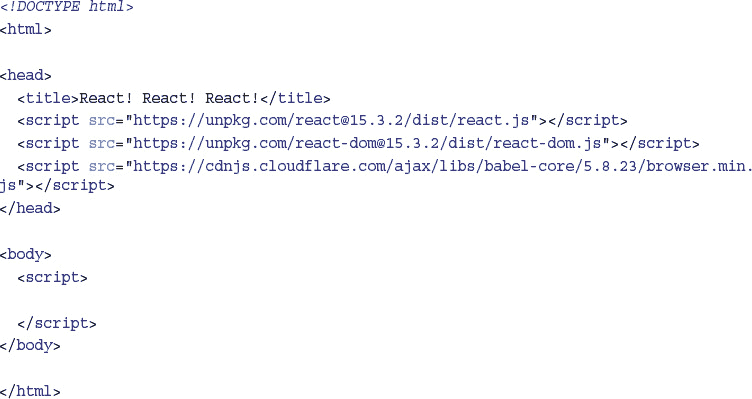 <!DOCTYPE html>
<html>
<head>
<title>React! React! React!</title>
<script src="https://unpkg.com/react@15.3.2/dist/react.js"></script>
<script src="https://unpkg.com/react-dom@15.3.2/dist/react-dom.js"></script>
<script src="https://cdnjs.cloudflare.com/ajax/libs/babel-core/5.8.23/browser.min.
js"></script>
</head>
<body>
<script>
</script>
</body>
</html>